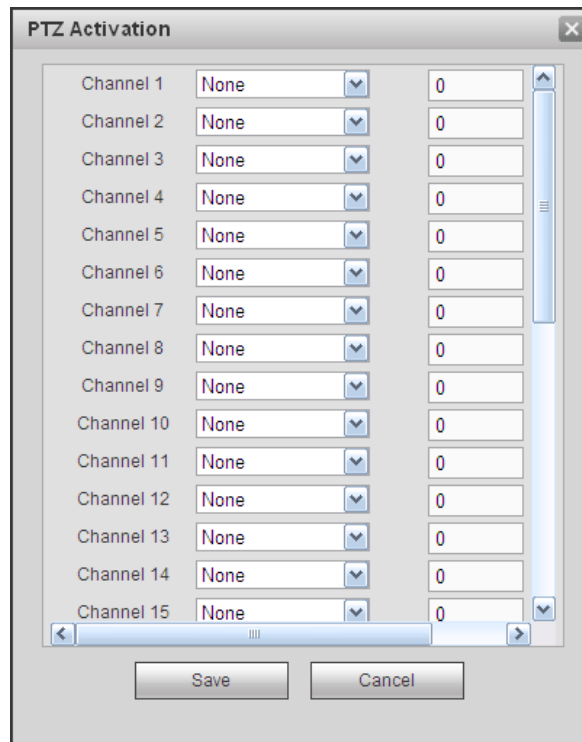 PTZ Activation
Channel 1 None 0
Channel 2 None 0
Channel 3 None 0
Channel 4 None 0
Channel 5 None 0
Channel 6 None 0
Channel 7 None 0
Channel 8 None 0
Channel 9 None 0
Channel 10 None 0
Channel 11 None 0
Channel 12 None 0
Channel 13 None 0
Channel 14 None 0
Channel 15 None 0
Save Cancel